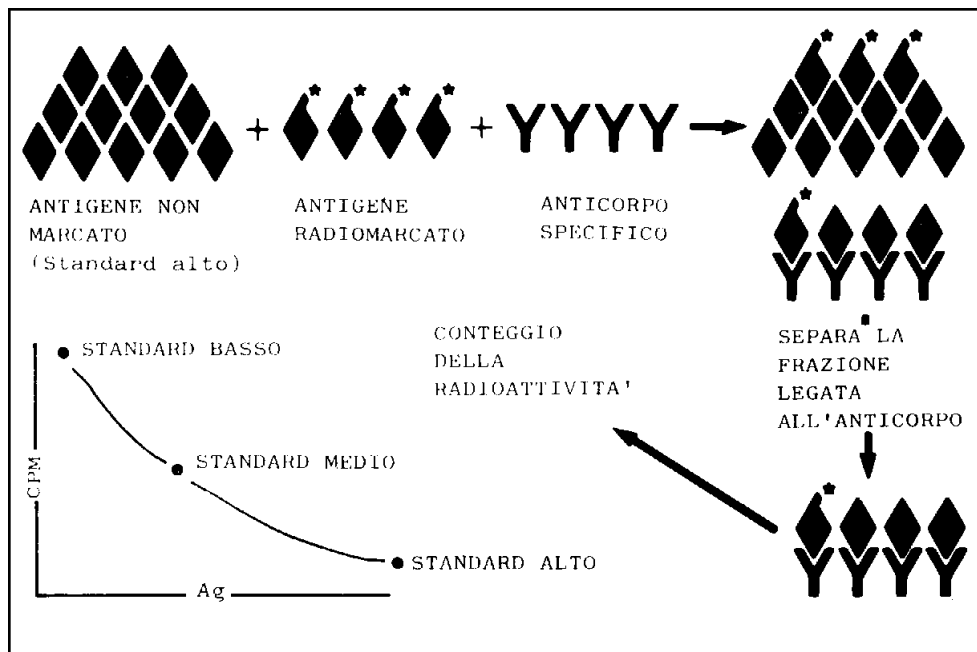 ANTIGENE NON
MARCATO
(Standard alto)
ANTIGENE
RADIOMARCATO
ANTICORPO
SPECIFICO
SEPARA LA
FRAZIONE
LEGATA
ALL'ANTICORPO
CONTEGGIO
DELLA
RADIOATTIVITA'
STANDARD BASSO
STANDARD MEDIO
STANDARD ALTO
CPM
Ag